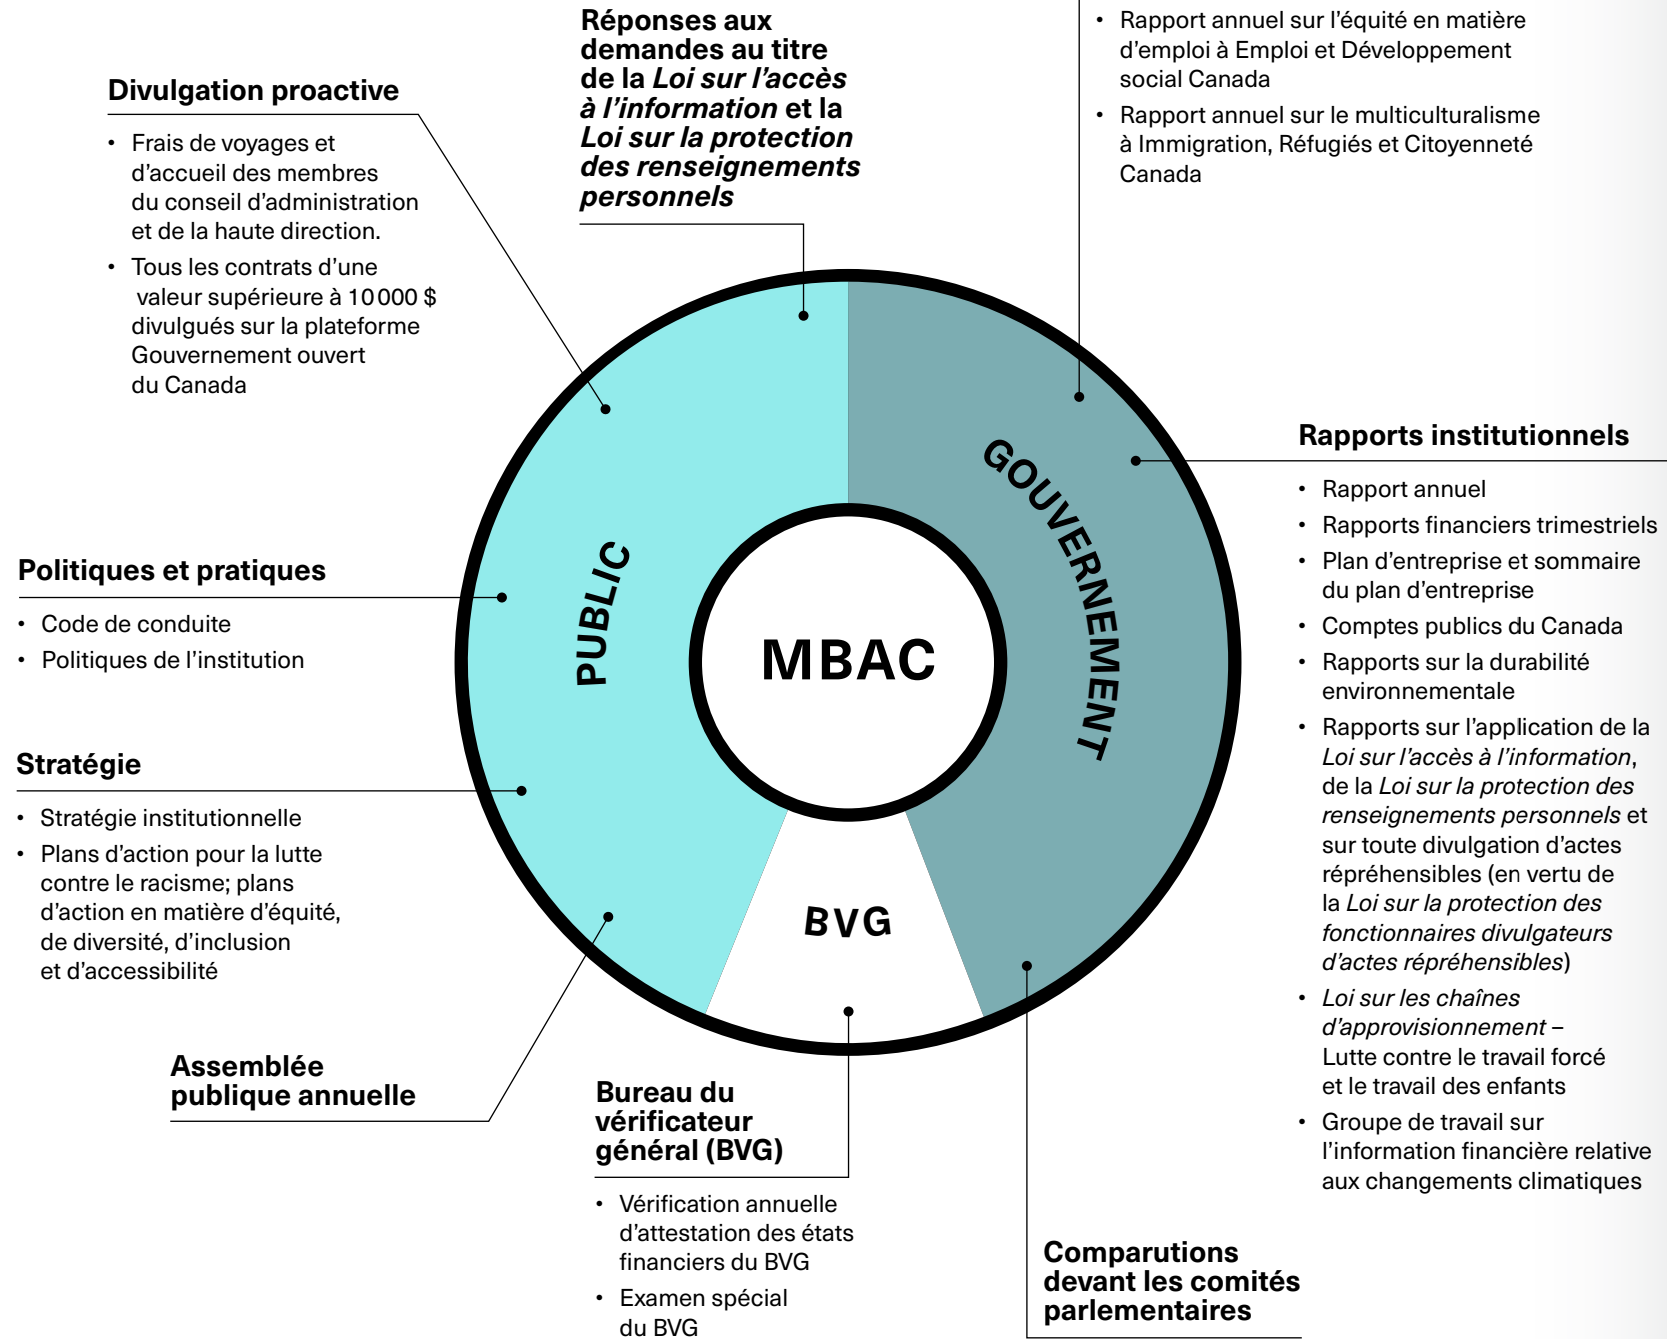 Réponses aux
demandes au titre
de la Loi sur l'accès
à l'information et la
Loi sur la protection
des renseignements
personnels
• Rapport annuel sur l'équité en matière
d'emploi à Emploi et Développement
social Canada
• Rapport annuel sur le multiculturalisme
à Immigration, Réfugiés et Citoyenneté
Canada
Divulgation proactive
• Frais de voyages et
d'accueil des membres
du conseil d'administration
et de la haute direction.
• Tous les contrats d'une
valeur supérieure à 10 000 $
divulgués sur la plateforme
Gouvernement ouvert
du Canada
Rapports institutionnels
• Rapport annuel
• Rapports financiers trimestriels
• Plan d'entreprise et sommaire
du plan d'entreprise
• Comptes publics du Canada
• Rapports sur la durabilité
environnementale
• Rapports sur l'application de la
Loi sur l'accès à l'information,
de la Loi sur la protection des
renseignements personnels et
sur toute divulgation d'actes
répréhensibles (en vertu de
la Loi sur la protection des
fonctionnaires divulgateurs
d'actes répréhensibles)
• Loi sur les chaînes
d'approvisionnement –
Lutte contre le travail forcé
et le travail des enfants
• Groupe de travail sur
l'information financière relative
aux changements climatiques
GOUVERNEMENT
PUBLIC
MBAC
BVG
Politiques et pratiques
• Code de conduite
• Politiques de l'institution
Stratégie
• Stratégie institutionnelle
• Plans d'action pour la lutte
contre le racisme; plans
d'action en matière d'équité,
de diversité, d'inclusion
et d'accessibilité
Assemblée
publique annuelle
Bureau du
vérificateur
général (BVG)
• Vérification annuelle
d'attestation des états
financiers du BVG
• Examen spécial
du BVG
Comparutions
devant les comités
parlementaires